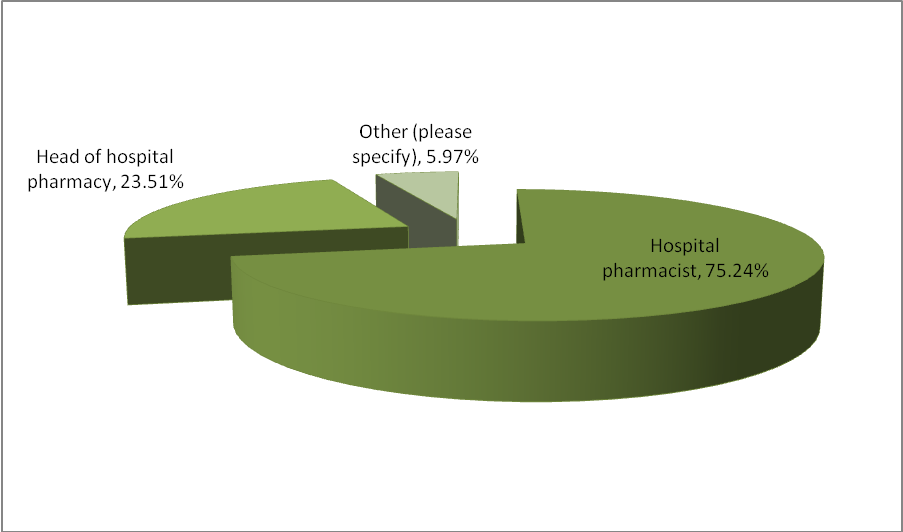 Other (please
specify), 5.97%
Head of hospital
pharmacy, 23.51%
Hospital
pharmacist, 75.24%